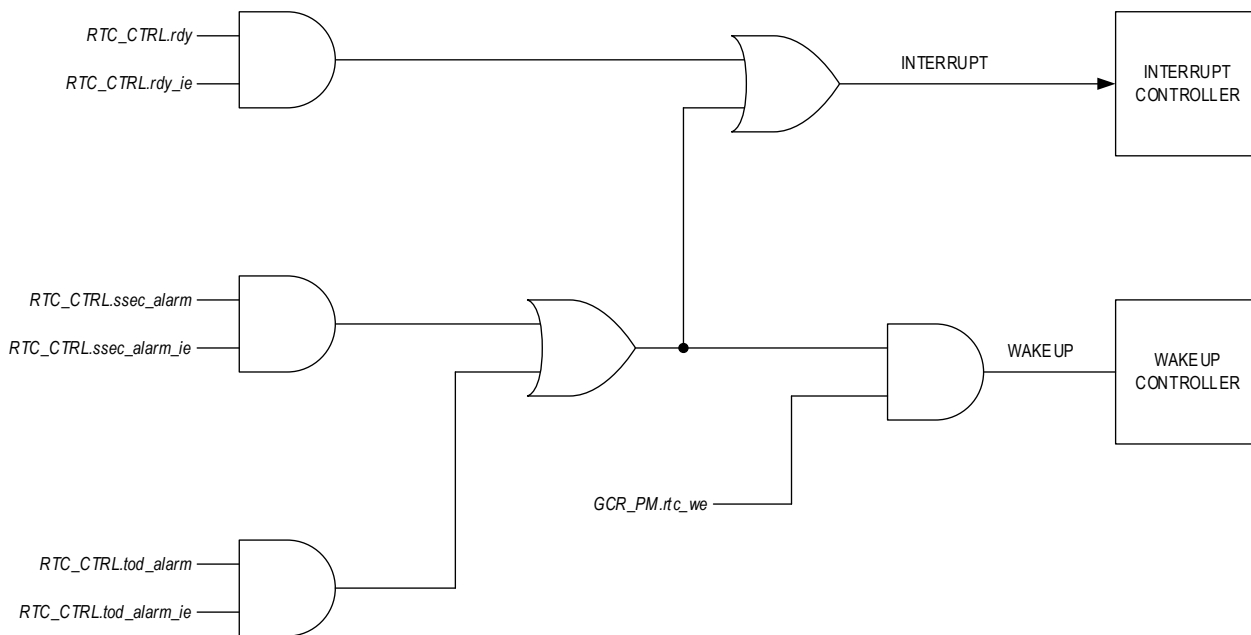 RTC_CTRL.rdy
RTC_CTRL.rdy_ie
INTERRUPT
INTERRUPT
CONTROLLER
RTC_CTRL.ssec_alarm
RTC_CTRL.ssec_alarm_ie
WAKEUP
WAKEUP
CONTROLLER
GCR_PM.rtc_we
RTC_CTRL.tod_alarm
RTC_CTRL.tod_alarm_ie